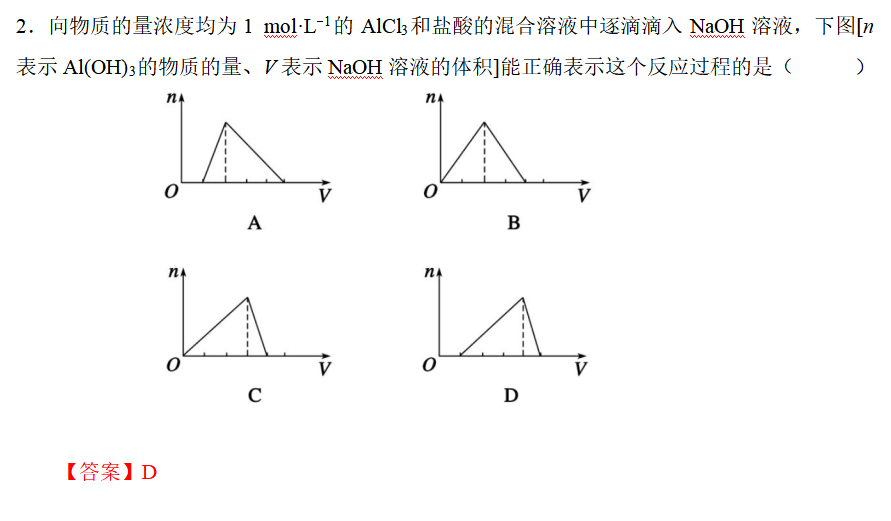 2．向物质的量浓度均为 1 mol·L⁻¹的 AlCl₃和盐酸的混合溶液中逐滴滴入 NaOH 溶液，下图[n
表示 Al(OH)₃的物质的量、V 表示 NaOH 溶液的体积]能正确表示这个反应过程的是（　　）
n
O
V
A
n
O
V
B
n
O
V
C
n
O
V
D
【答案】D